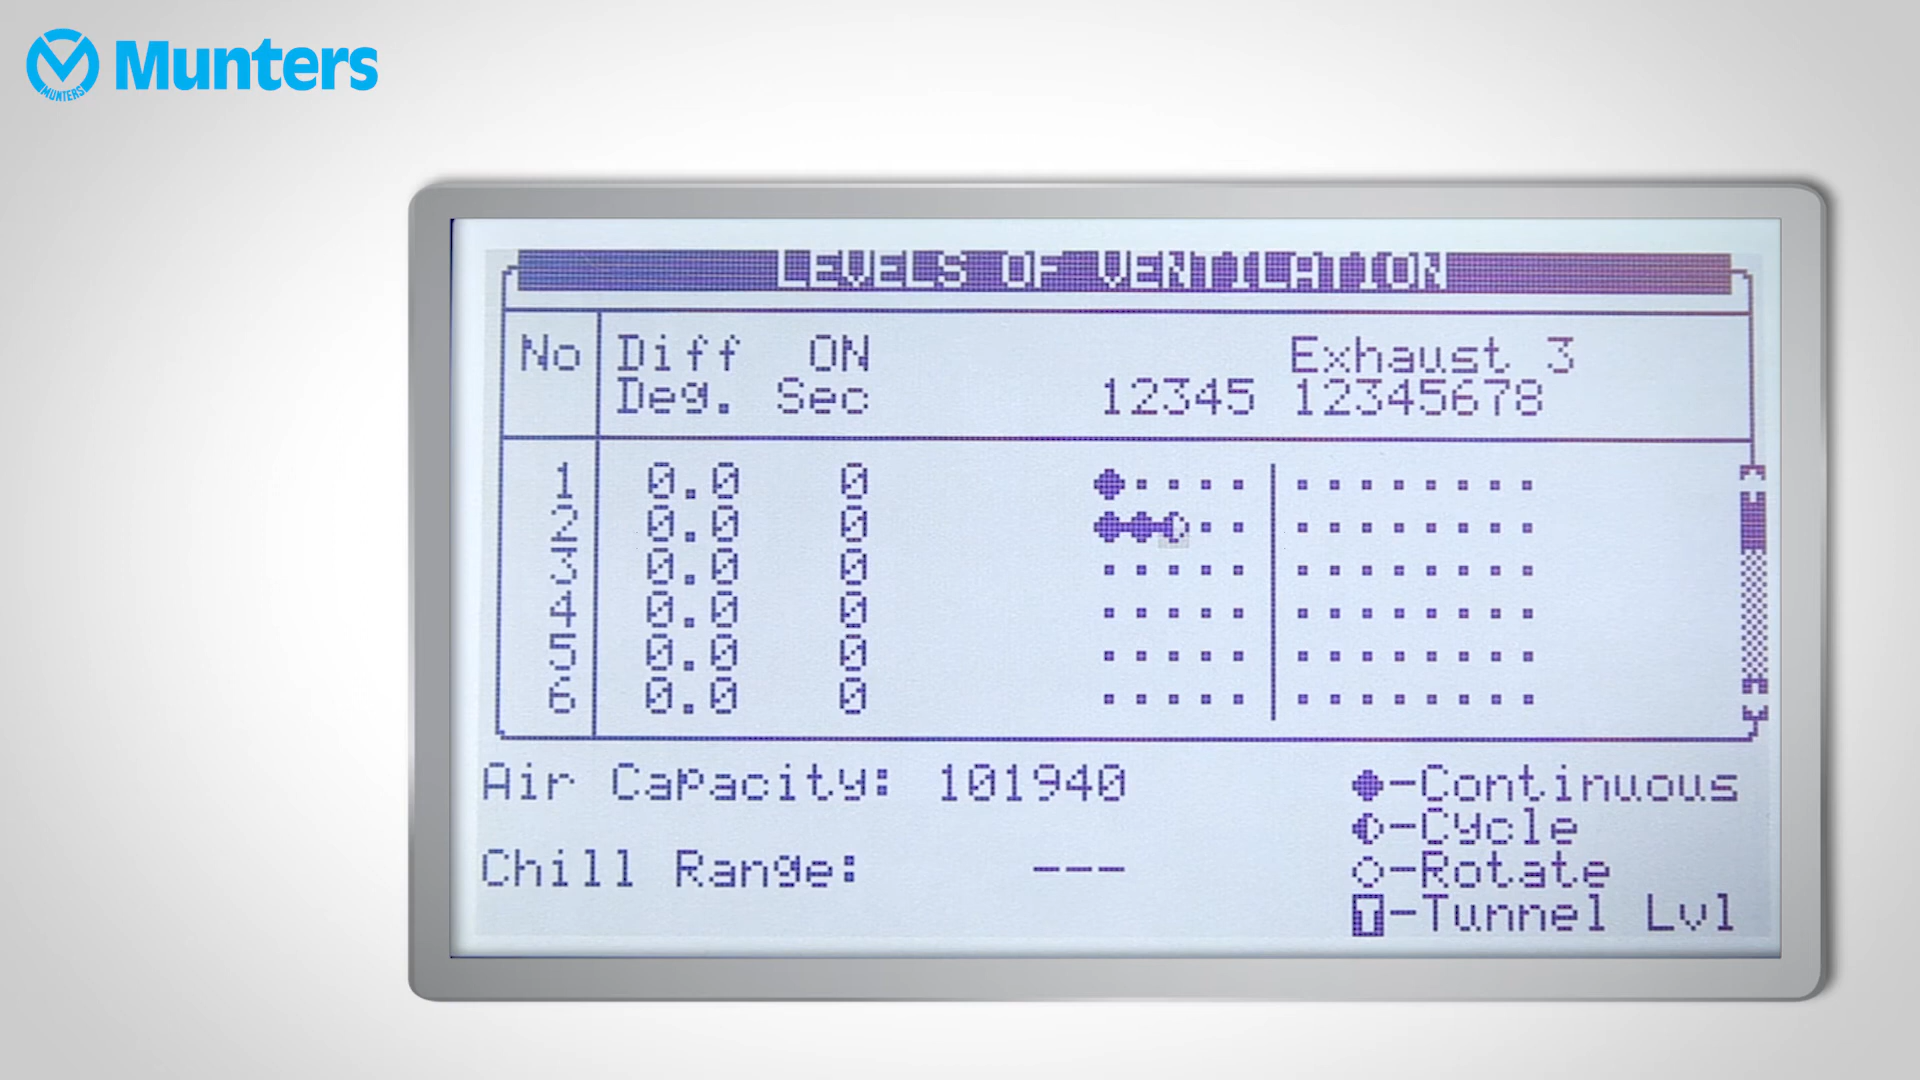 Munters
MUNTERS
LEVELS OF VENTILATION
No Diff ON Exhaust 3
Deg. Sec 12345 12345678
1 0.0 0
2 0.0 0
3 0.0 0
4 0.0 0
5 0.0 0
6 0.0 0
Air Capacity: 101940
Chill Range: ---
-Continuous
-Cycle
-Rotate
T-Tunnel Lvl